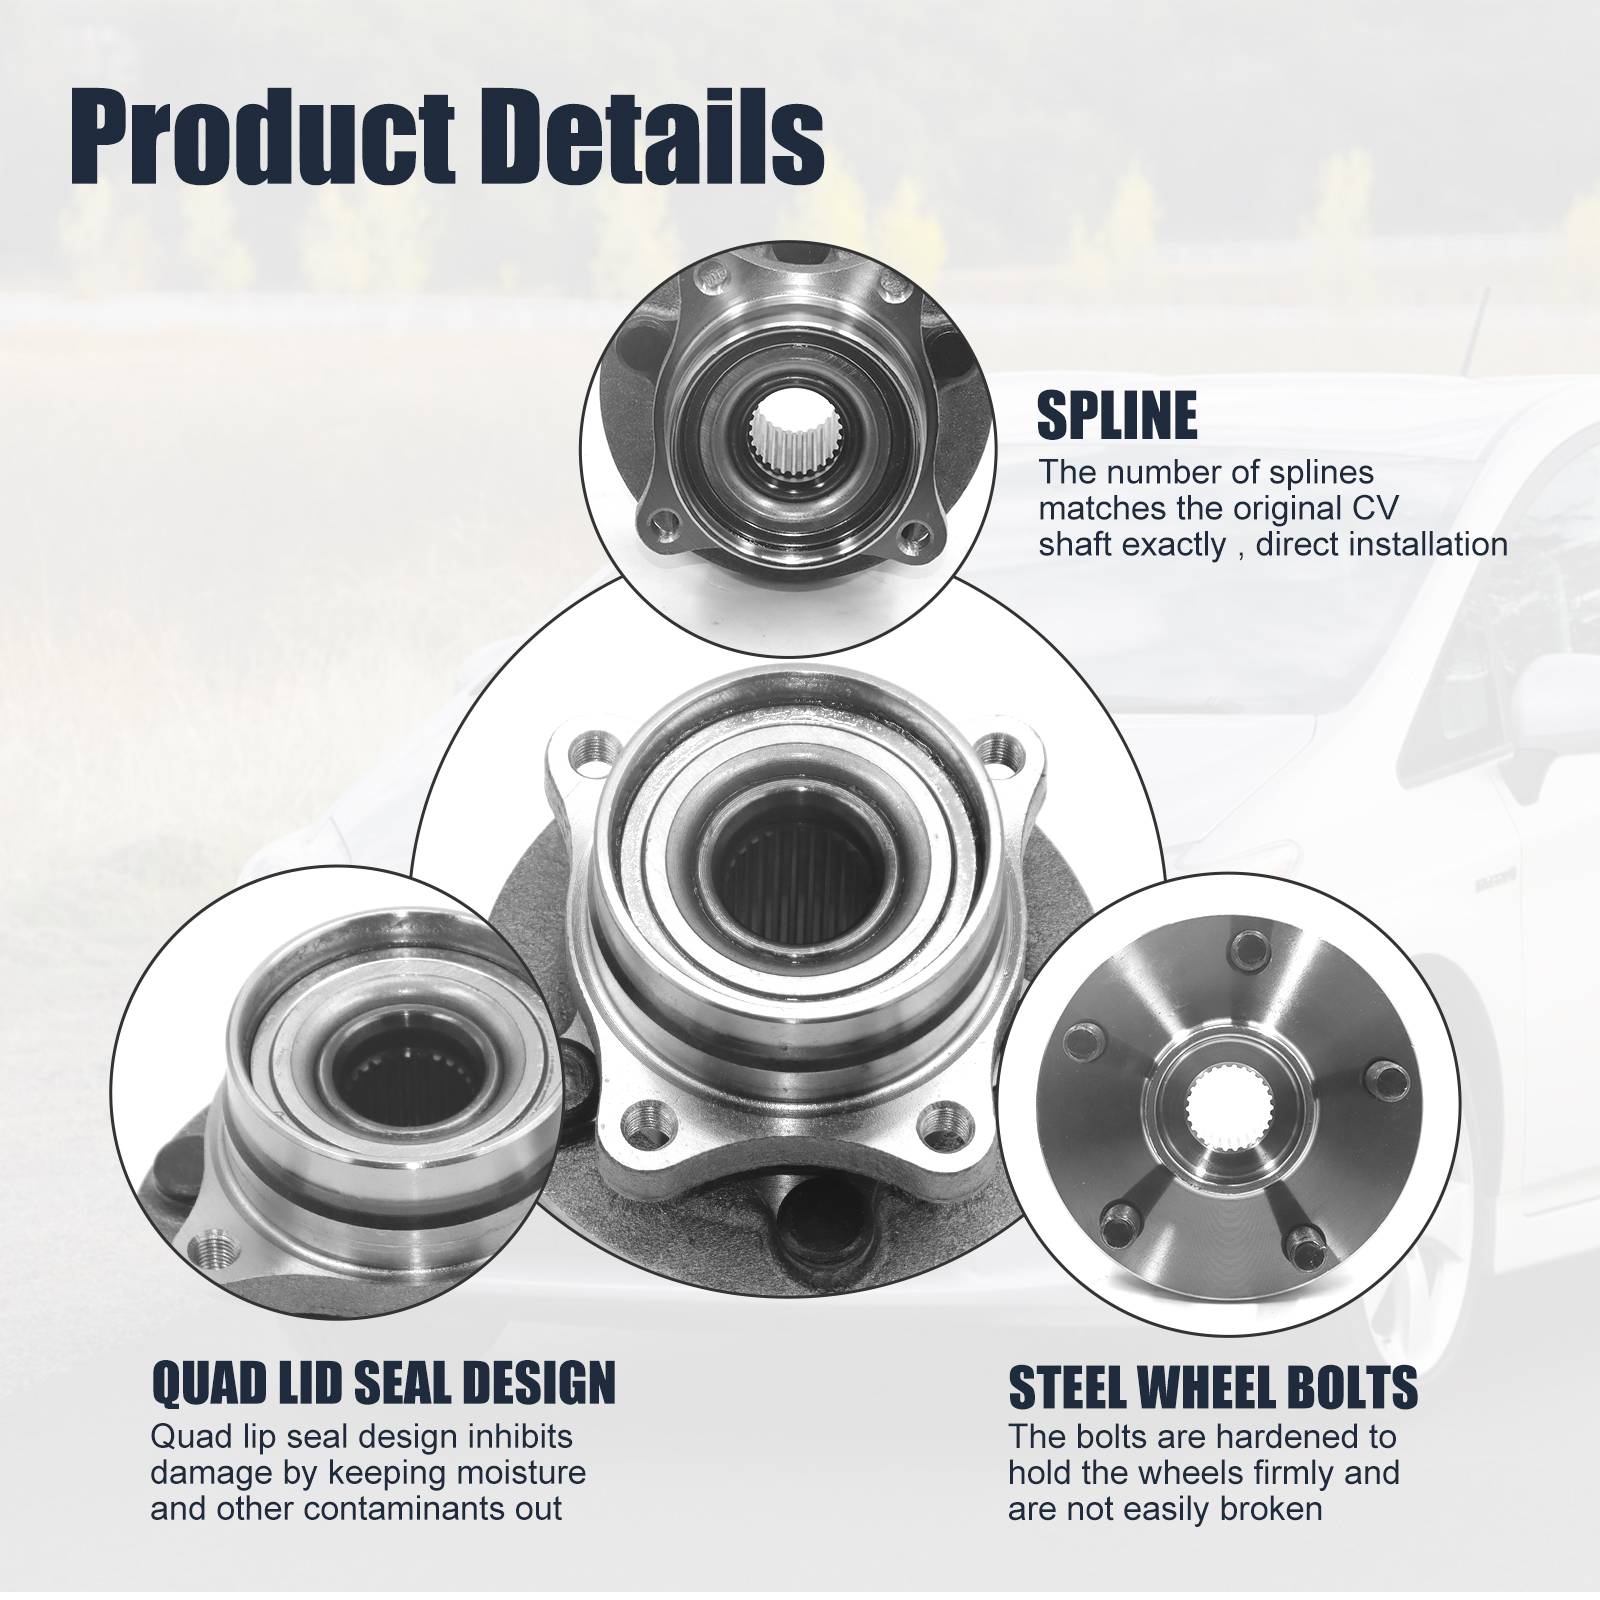 Product Details
SPLINE
The number of splines
matches the original CV
shaft exactly , direct installation
QUAD LID SEAL DESIGN
Quad lip seal design inhibits
damage by keeping moisture
and other contaminants out
STEEL WHEEL BOLTS
The bolts are hardened to
hold the wheels firmly and
are not easily broken